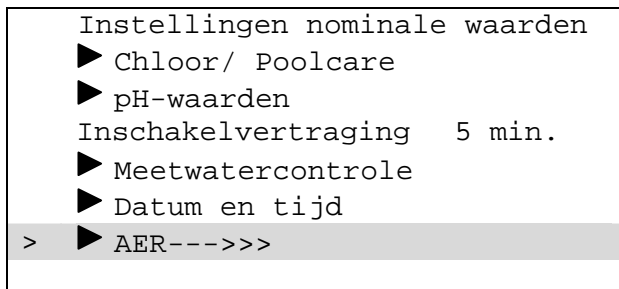 Instellingen nominale waarden
▶ Chloor/ Poolcare
▶ pH-waarden
Inschakelvertraging 5 min.
▶ Meetwatercontrole
▶ Datum en tijd
> ▶ AER--->>>